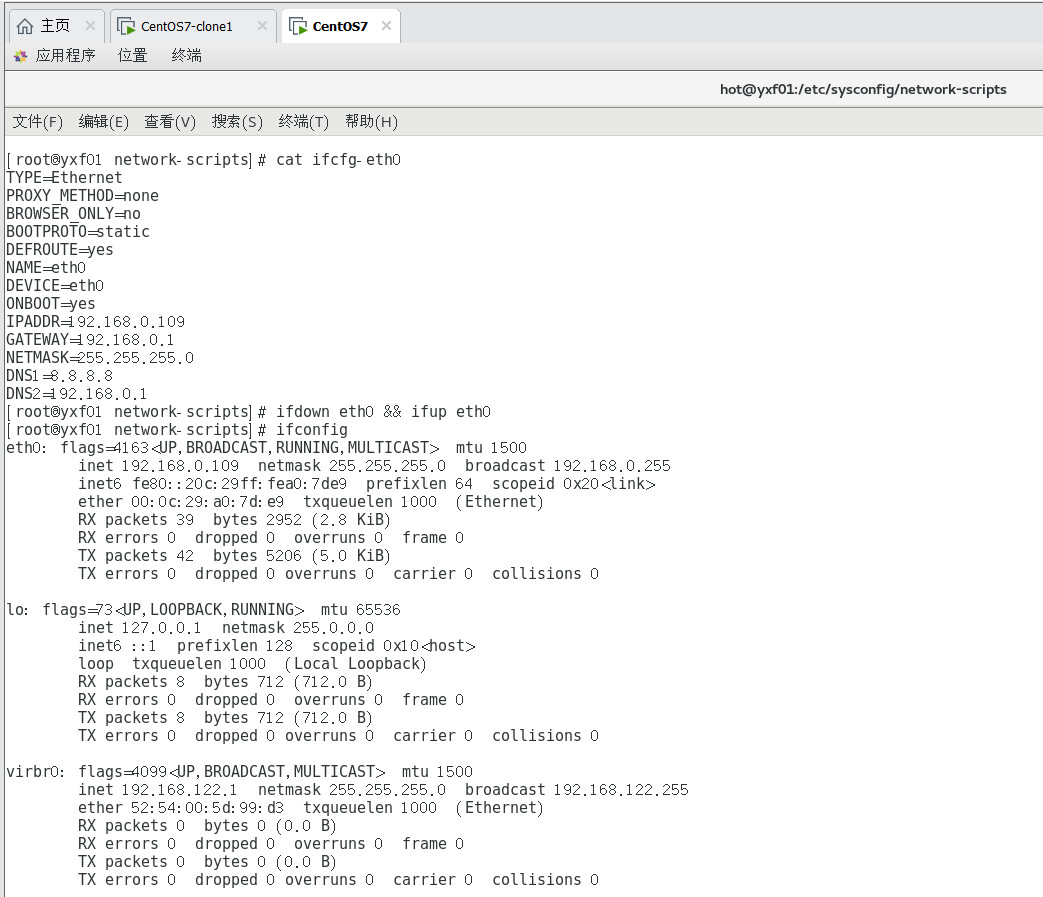 主页 CentOS7-clone1 CentOS7
应用程序 位置 终端
hot@yxf01:/etc/sysconfig/network-scripts
文件(F) 编辑(E) 查看(V) 搜索(S) 终端(T) 帮助(H)
[root@yxf01 network-scripts]# cat ifcfg-eth0
TYPE=Ethernet
PROXY_METHOD=none
BROWSER_ONLY=no
BOOTPROTO=static
DEFROUTE=yes
NAME=eth0
DEVICE=eth0
ONBOOT=yes
IPADDR=192.168.0.109
GATEWAY=192.168.0.1
NETMASK=255.255.255.0
DNS1=8.8.8.8
DNS2=192.168.0.1
[root@yxf01 network-scripts]# ifdown eth0 && ifup eth0
[root@yxf01 network-scripts]# ifconfig
eth0: flags=4163<UP,BROADCAST,RUNNING,MULTICAST>  mtu 1500
        inet 192.168.0.109  netmask 255.255.255.0  broadcast 192.168.0.255
        inet6 fe80::20c:29ff:fea0:7de9  prefixlen 64  scopeid 0x20<link>
        ether 00:0c:29:a0:7d:e9  txqueuelen 1000  (Ethernet)
        RX packets 39  bytes 2952 (2.8 KiB)
        RX errors 0  dropped 0  overruns 0  frame 0
        TX packets 42  bytes 5206 (5.0 KiB)
        TX errors 0  dropped 0 overruns 0  carrier 0  collisions 0
lo: flags=73<UP,LOOPBACK,RUNNING>  mtu 65536
        inet 127.0.0.1  netmask 255.0.0.0
        inet6 ::1  prefixlen 128  scopeid 0x10<host>
        loop  txqueuelen 1000  (Local Loopback)
        RX packets 8  bytes 712 (712.0 B)
        RX errors 0  dropped 0  overruns 0  frame 0
        TX packets 8  bytes 712 (712.0 B)
        TX errors 0  dropped 0 overruns 0  carrier 0  collisions 0
virbr0: flags=4099<UP,BROADCAST,MULTICAST>  mtu 1500
        inet 192.168.122.1  netmask 255.255.255.0  broadcast 192.168.122.255
        ether 52:54:00:5d:99:d3  txqueuelen 1000  (Ethernet)
        RX packets 0  bytes 0 (0.0 B)
        RX errors 0  dropped 0  overruns 0  frame 0
        TX packets 0  bytes 0 (0.0 B)
        TX errors 0  dropped 0 overruns 0  carrier 0  collisions 0